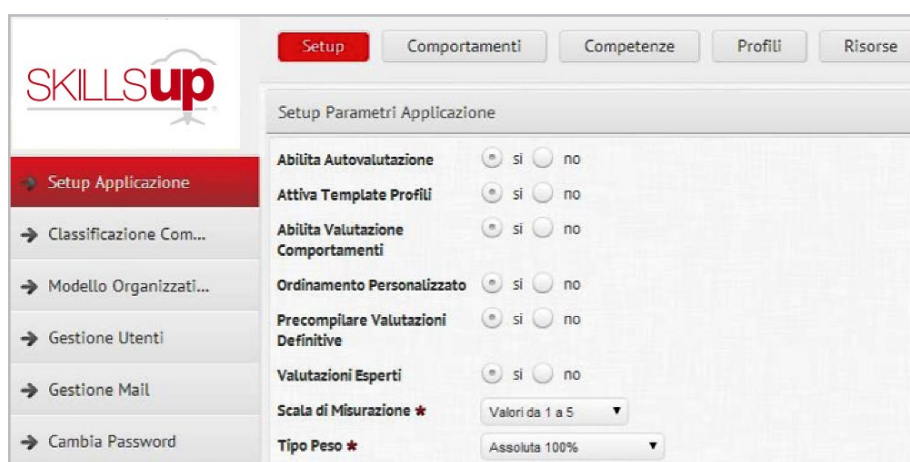 SKILLSup
Setup Comportamenti Competenze Profili Risorse
Setup Parametri Applicazione
Setup Applicazione
Classificazione Com...
Modello Organizzati...
Gestione Utenti
Gestione Mail
Cambia Password
Abilita Autovalutazione si no
Attiva Template Profili si no
Abilita Valutazione
Comportamenti si no
Ordinamento Personalizzato si no
Precompilare Valutazioni
Definitive si no
Valutazioni Esperti si no
Scala di Misurazione * Valori da 1 a 5
Tipo Peso * Assoluta 100%